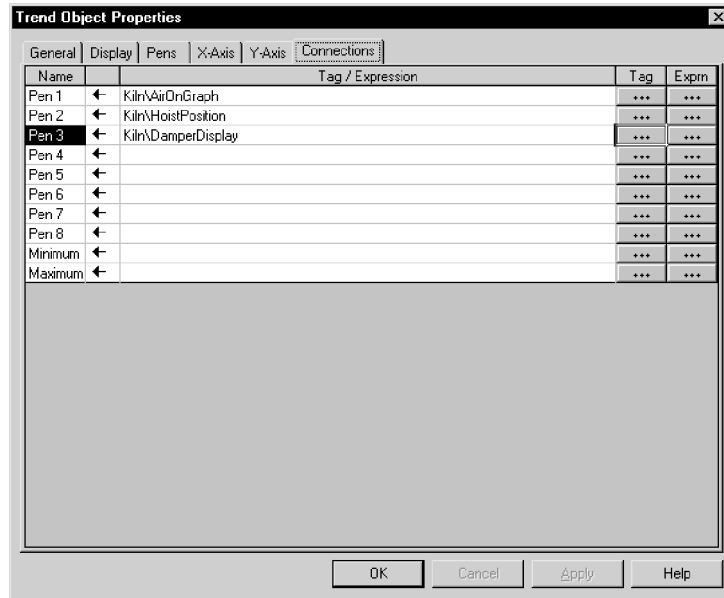 Trend Object Properties
General Display Pens X-Axis Y-Axis Connections
Name Tag / Expression Tag Exprn
Pen 1 Kiln\AirOnGraph ... ...
Pen 2 Kiln\HoistPosition ... ...
Pen 3 Kiln\DamperDisplay ... ...
Pen 4 ... ...
Pen 5 ... ...
Pen 6 ... ...
Pen 7 ... ...
Pen 8 ... ...
Minimum ... ...
Maximum ... ...
OK Cancel Apply Help